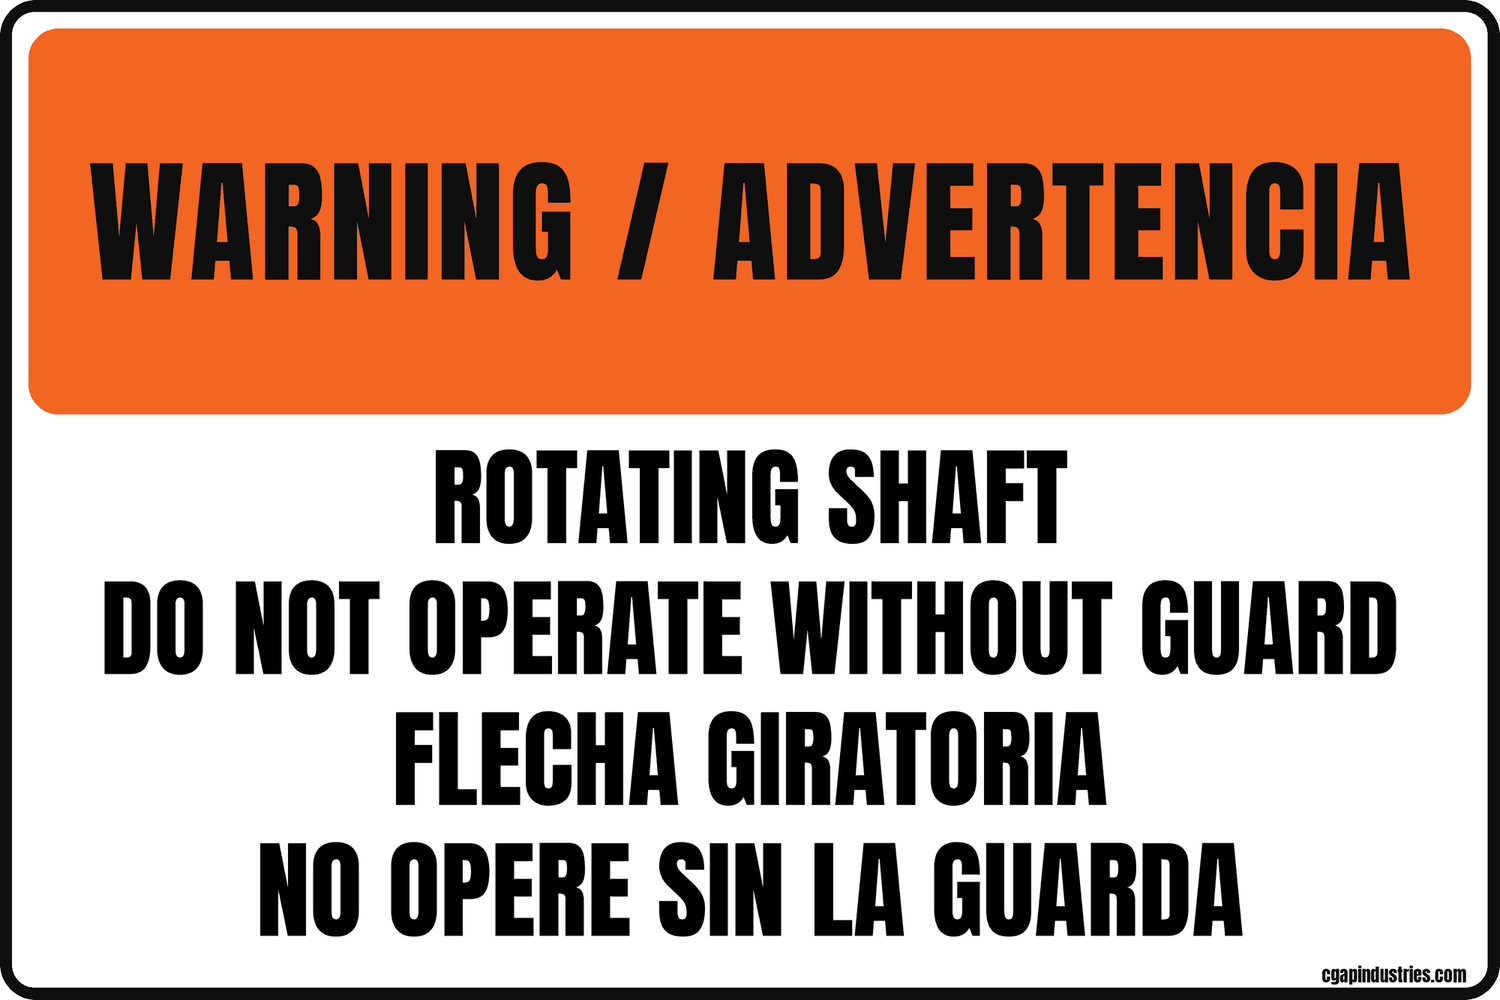 WARNING / ADVERTENCIA
ROTATING SHAFT
DO NOT OPERATE WITHOUT GUARD
FLECHA GIRATORIA
NO OPERE SIN LA GUARDA
cgapindustries.com